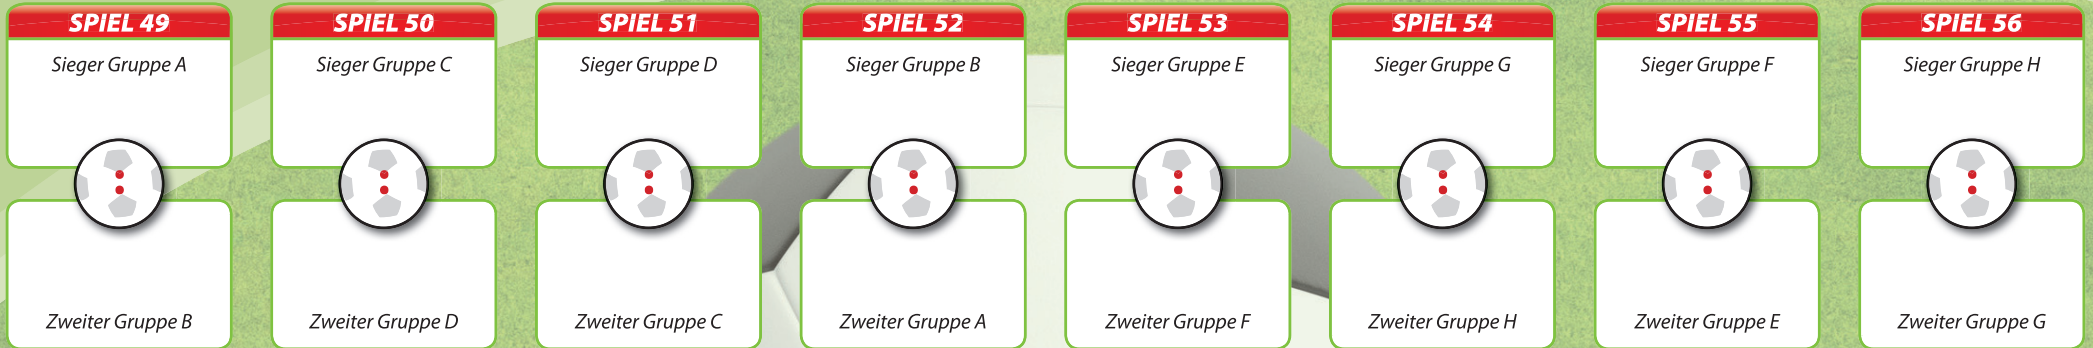 SPIEL 49
Sieger Gruppe A
Zweiter Gruppe B
SPIEL 50
Sieger Gruppe C
Zweiter Gruppe D
SPIEL 51
Sieger Gruppe D
Zweiter Gruppe C
SPIEL 52
Sieger Gruppe B
Zweiter Gruppe A
SPIEL 53
Sieger Gruppe E
Zweiter Gruppe F
SPIEL 54
Sieger Gruppe G
Zweiter Gruppe H
SPIEL 55
Sieger Gruppe F
Zweiter Gruppe E
SPIEL 56
Sieger Gruppe H
Zweiter Gruppe G